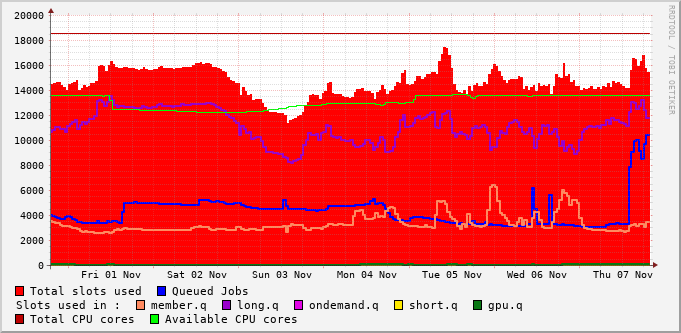 20000
18000
16000
14000
12000
10000
8000
6000
4000
2000
0
Fri 01 Nov Sat 02 Nov Sun 03 Nov Mon 04 Nov Tue 05 Nov Wed 06 Nov Thu 07 Nov
RRDTOOL / TOBI OETIKER
Total slots used Queued Jobs
Slots used in : member.q long.q ondemand.q short.q gpu.q
Total CPU cores Available CPU cores